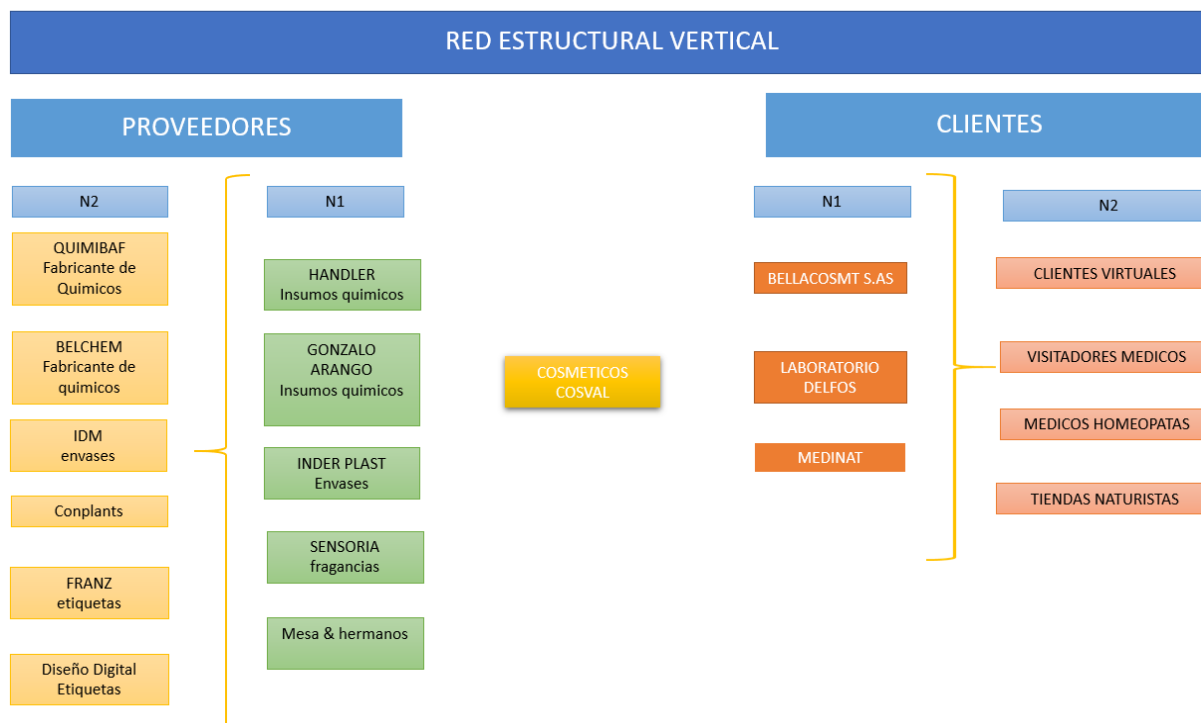 RED ESTRUCTURAL VERTICAL
PROVEEDORES
N2
QUIMIBAF
Fabricante de
Quimicos
BELCHEM
Fabricante de
quimicos
IDM
envases
Conplants
FRANZ
etiquetas
Diseño Digital
Etiquetas
N1
HANDLER
Insumos quimicos
GONZALO
ARANGO
Insumos quimicos
INDER PLAST
Envases
SENSORIA
fragancias
Mesa & hermanos
COSMETICOS
COSVAL
CLIENTES
N1
BELLACOSMT S.AS
LABORATORIO
DELFOS
MEDINAT
N2
CLIENTES VIRTUALES
VISITADORES MEDICOS
MEDICOS HOMEOPATAS
TIENDAS NATURISTAS